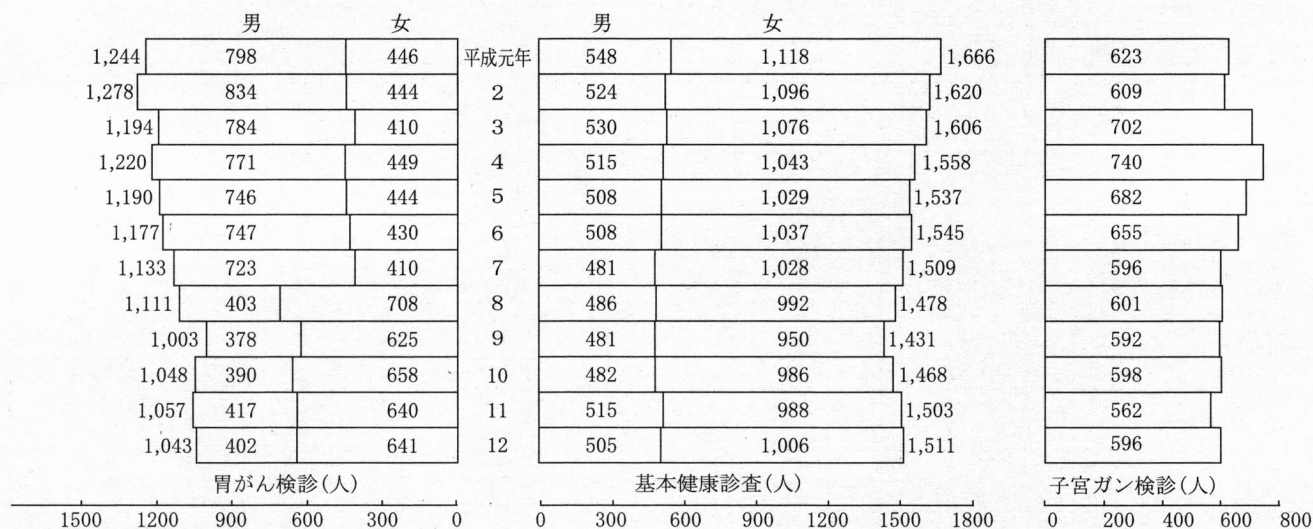 男 女 男 女
1,244 798 446 平成元年 548 1,118 1,666 623
1,278 834 444 2 524 1,096 1,620 609
1,194 784 410 3 530 1,076 1,606 702
1,220 771 449 4 515 1,043 1,558 740
1,190 746 444 5 508 1,029 1,537 682
1,177 747 430 6 508 1,037 1,545 655
1,133 723 410 7 481 1,028 1,509 596
1,111 403 708 8 486 992 1,478 601
1,003 378 625 9 481 950 1,431 592
1,048 390 658 10 482 986 1,468 598
1,057 417 640 11 515 988 1,503 562
1,043 402 641 12 505 1,006 1,511 596
胃がん検診(人) 基本健康診査(人) 子宮ガン検診(人)
1500 1200 900 600 300 0 0 300 600 900 1200 1500 1800 0 200 400 600 800